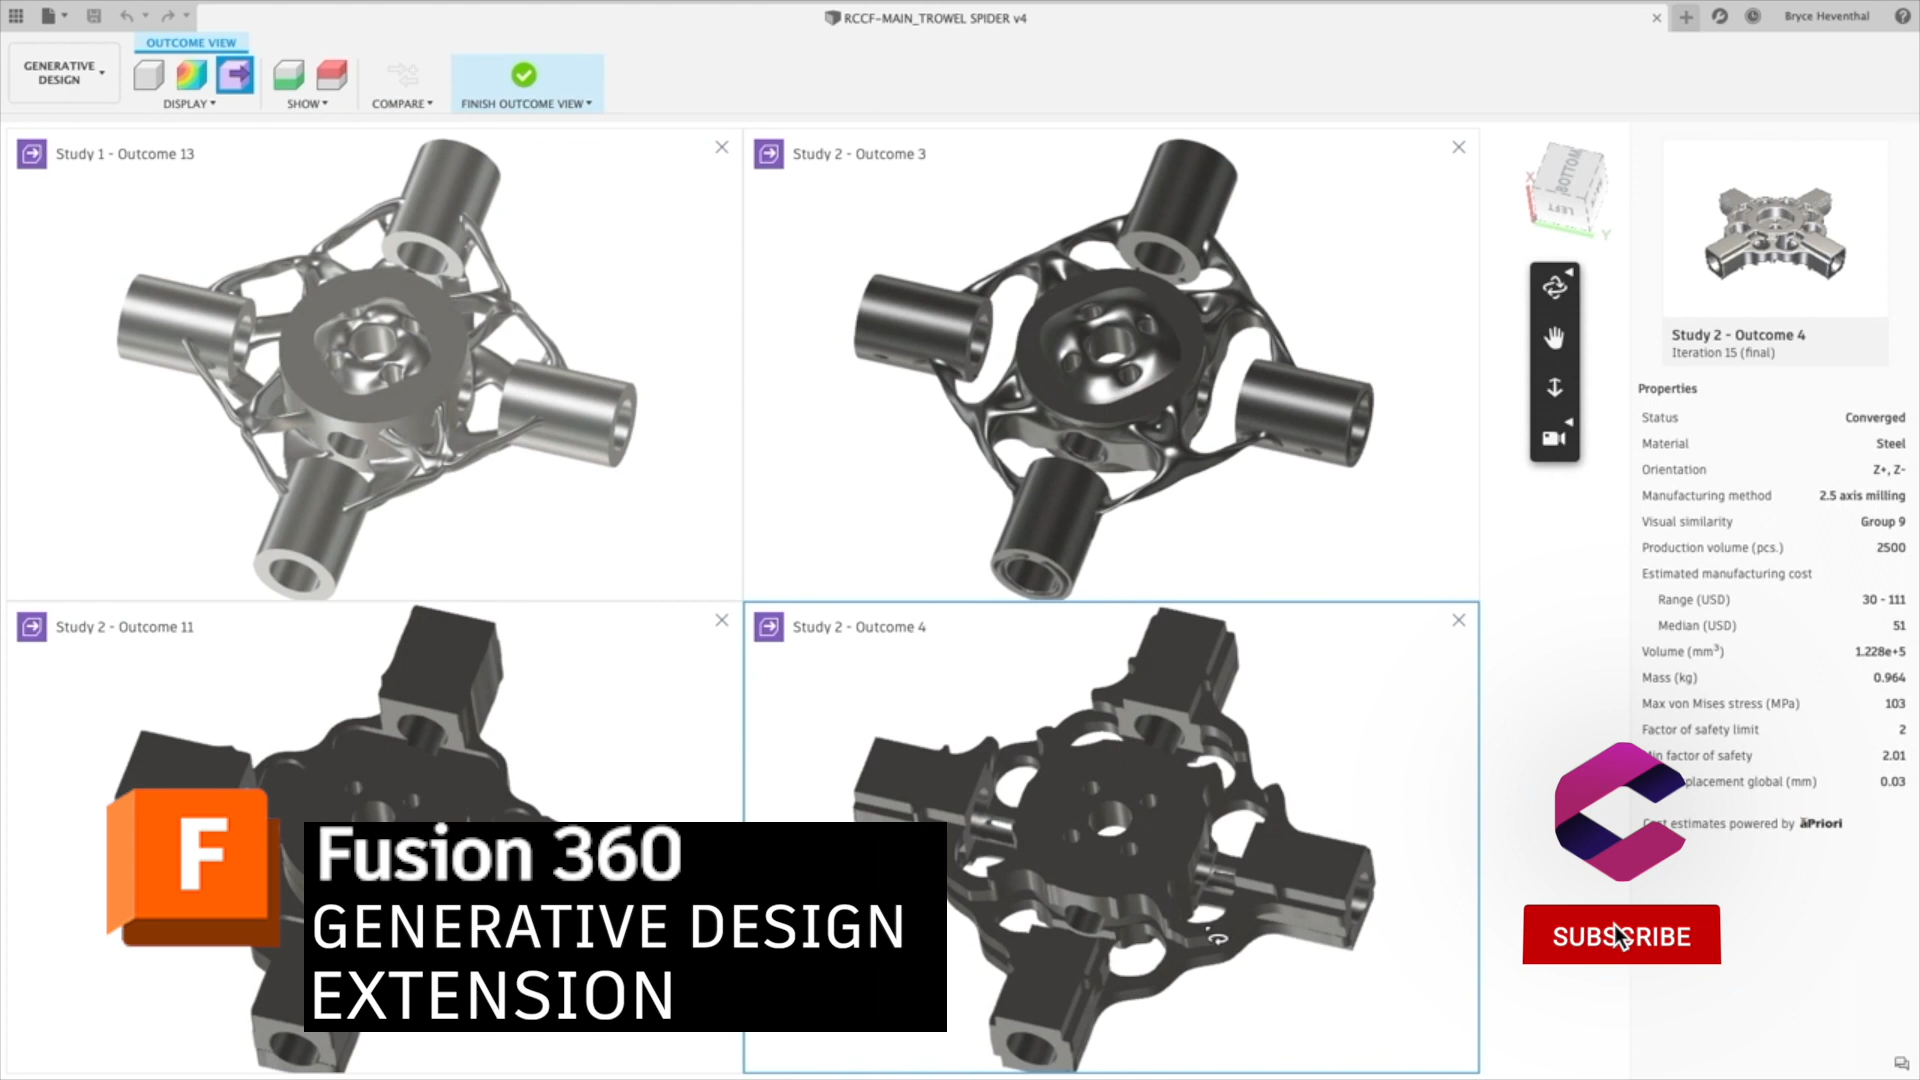 RCCF-MAIN_TROWEL SPIDER v4
Bryce Heventhal
OUTCOME VIEW
GENERATIVE
DESIGN
DISPLAY
SHOW
COMPARE
FINISH OUTCOME VIEW
Study 1 - Outcome 13
Study 2 - Outcome 3
BOTTOM
LEFT
X
Y
Study 2 - Outcome 4
Iteration 15 (final)
Properties
Status Converged
Material Steel
Orientation Z+, Z-
Manufacturing method 2.5 axis milling
Visual similarity Group 9
Production volume (pcs.) 2500
Estimated manufacturing cost
Range (USD) 30 - 111
Median (USD) 51
Volume (mm³) 1.228e+5
Mass (kg) 0.964
Max von Mises stress (MPa) 103
Factor of safety limit 2
factor of safety 2.01
placement global (mm) 0.03
estimates powered by aPriori
Study 2 - Outcome 11
Study 2 - Outcome 4
F
Fusion 360
GENERATIVE DESIGN
EXTENSION
SUBSCRIBE